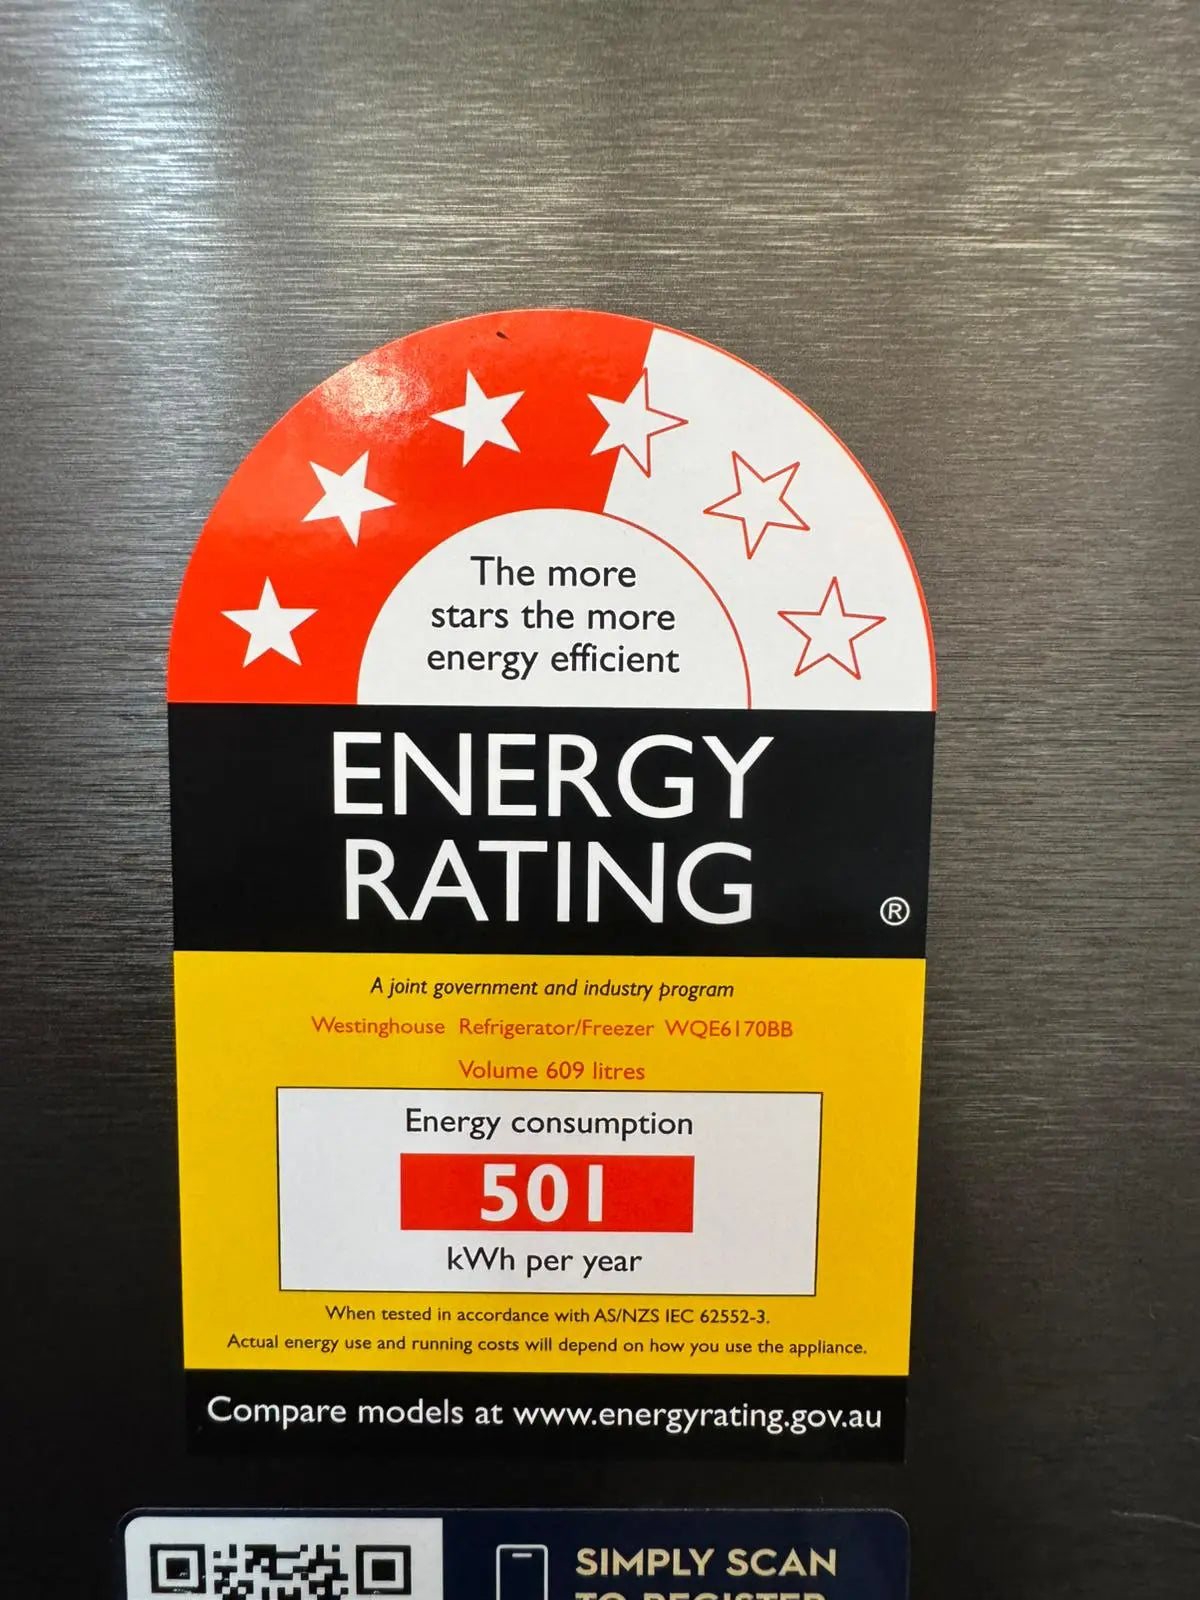 The more
stars the more
energy efficient
ENERGY
RATING
®
A joint government and industry program
Westinghouse Refrigerator/Freezer WQE6170BB
Volume 609 litres
Energy consumption
501
kWh per year
When tested in accordance with AS/NZS IEC 62552-3.
Actual energy use and running costs will depend on how you use the appliance.
Compare models at www.energyrating.gov.au
SIMPLY SCAN
TO REGISTER